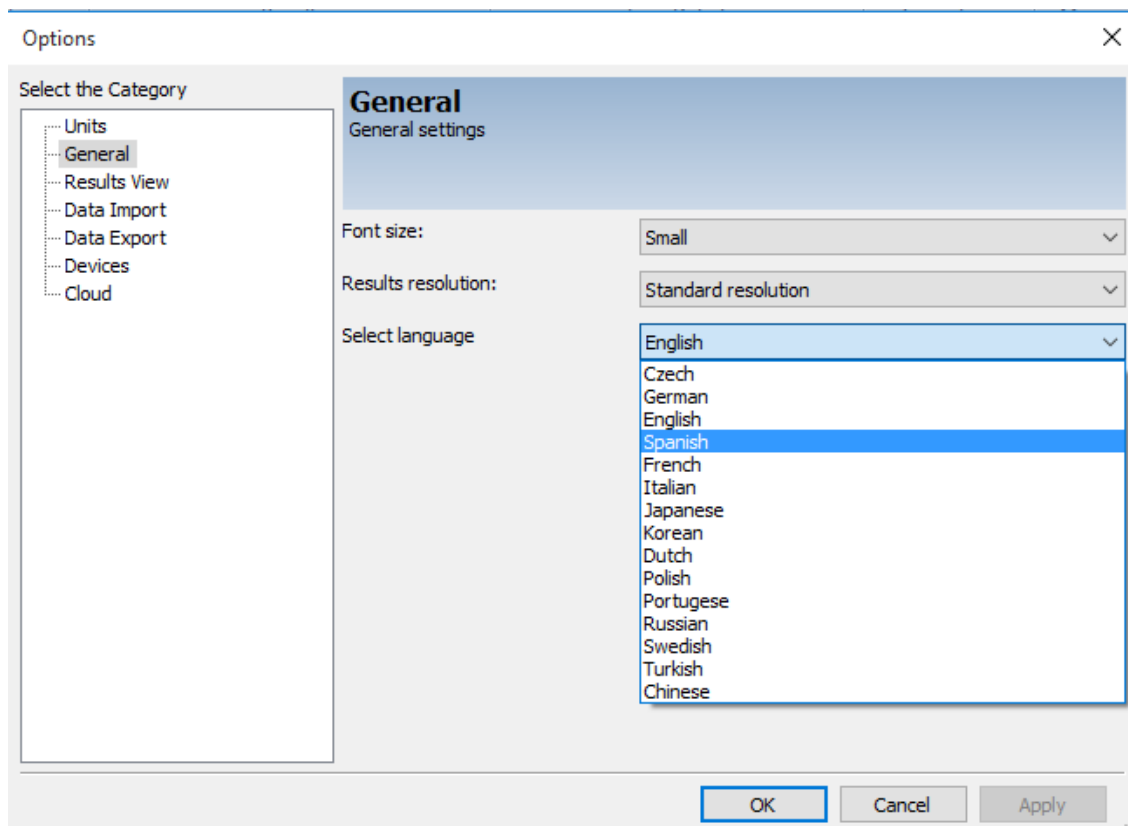 Options
Select the Category
Units
General
Results View
Data Import
Data Export
Devices
Cloud
General
General settings
Font size:
Small
Results resolution:
Standard resolution
Select language
English
Czech
German
English
Spanish
French
Italian
Japanese
Korean
Dutch
Polish
Portugese
Russian
Swedish
Turkish
Chinese
OK
Cancel
Apply